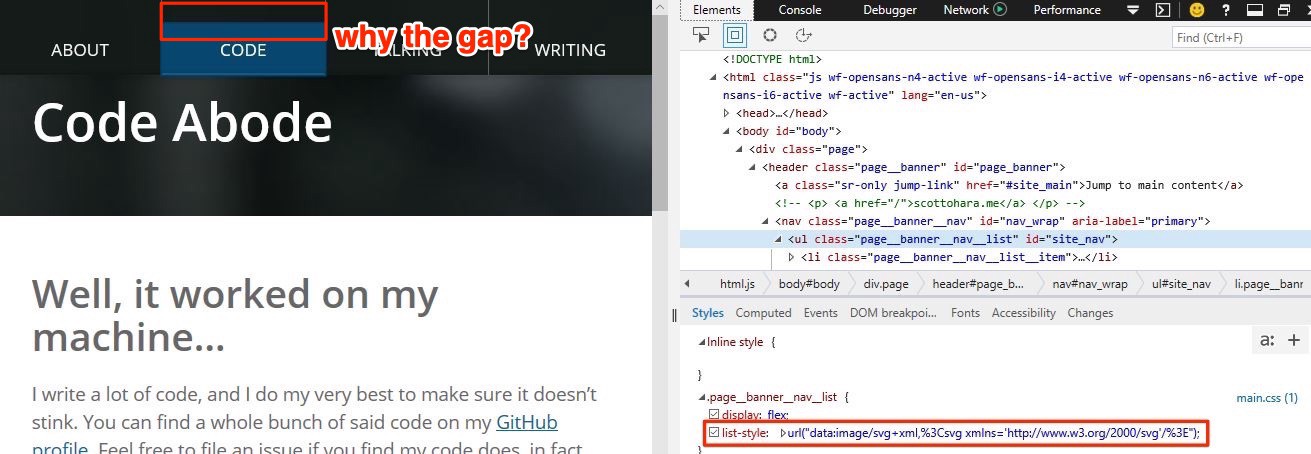 ABOUT
CODE
TALKING
WRITING
why the gap?
Code Abode
Well, it worked on my
machine...
I write a lot of code, and I do my very best to make sure it doesn't
stink. You can find a whole bunch of said code on my GitHub
profile. Feel free to file an issue if you find my code does, in fact,
Elements Console Debugger Network Performance
Find (Ctrl+F)
<!DOCTYPE html>
<html class="js wf-opensans-n4-active wf-opensans-i4-active wf-opensans-n6-active wf-ope
nsans-i6-active wf-active" lang="en-us">
<head>…</head>
<body id="body">
<div class="page">
<header class="page__banner" id="page_banner">
<a class="sr-only jump-link" href="#site_main">Jump to main content</a>
<!-- <p> <a href="/">scottohara.me</a> </p> -->
<nav class="page__banner__nav" id="nav_wrap" aria-label="primary">
<ul class="page__banner__nav__list" id="site_nav">
<li class="page__banner__nav__list__item">…</li>
html.js body#body div.page header#page_b... nav#nav_wrap ul#site_nav li.page__bann
Styles Computed Events DOM breakpoi... Fonts Accessibility Changes
Inline style {
a:
}
.page__banner__nav__list {
main.css (1)
display: flex;
list-style: url("data:image/svg+xml,%3Csvg xmlns='http://www.w3.org/2000/svg'/%3E");
}